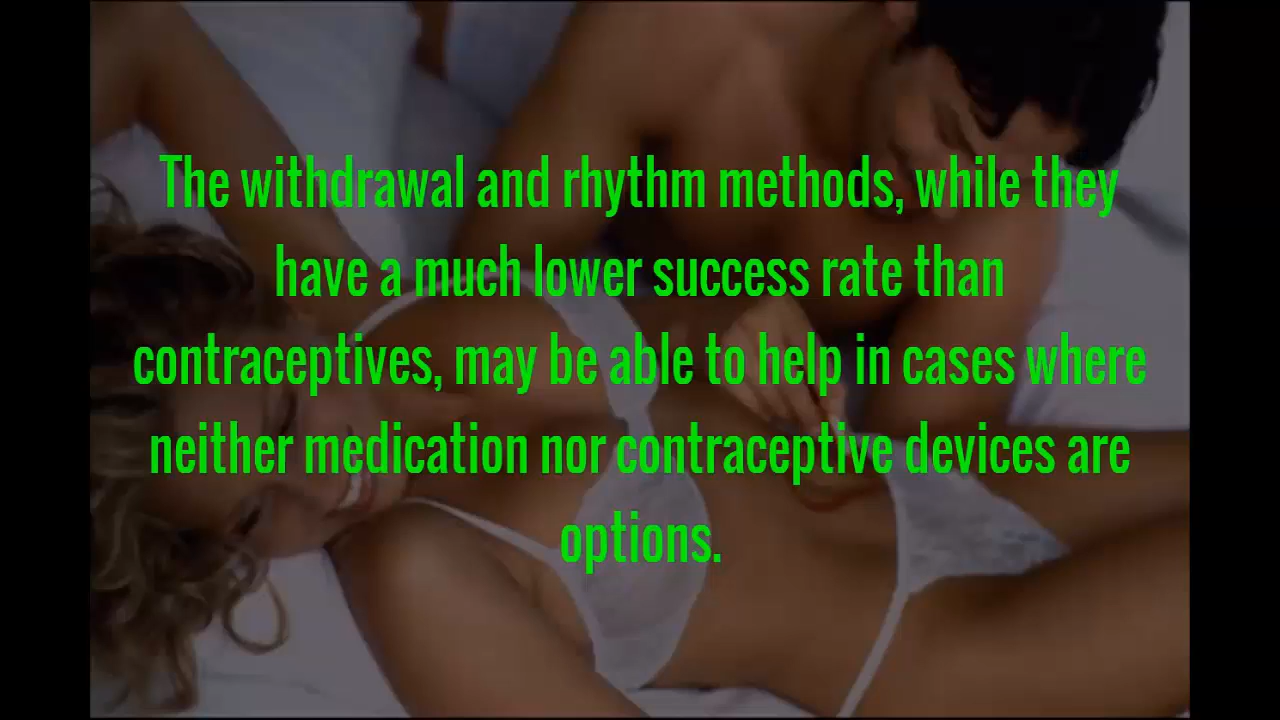 The withdrawal and rhythm methods, while they
have a much lower success rate than
contraceptives, may be able to help in cases where
neither medication nor contraceptive devices are
options.